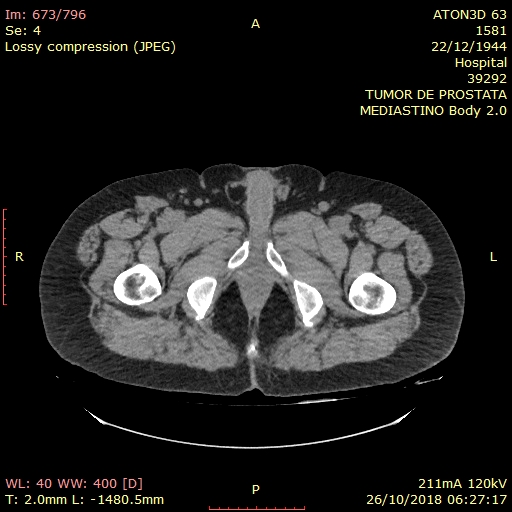 Im: 673/796
Se: 4
Lossy compression (JPEG)
A
ATON3D 63
1581
22/12/1944
Hospital
39292
TUMOR DE PROSTATA
MEDIASTINO Body 2.0
R
L
WL: 40 WW: 400 [D]
T: 2.0mm L: -1480.5mm
P
211mA 120kV
26/10/2018 06:27:17